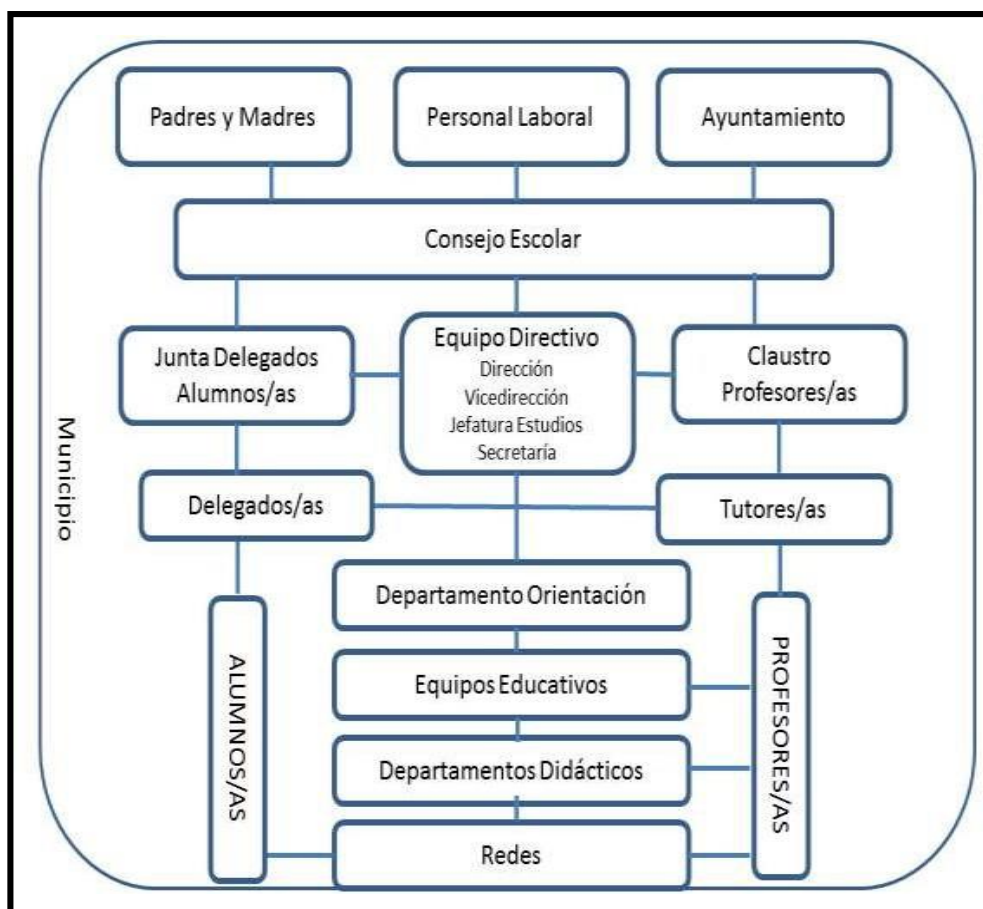 Padres y Madres
Personal Laboral
Ayuntamiento
Consejo Escolar
Junta Delegados
Alumnos/as
Equipo Directivo
Dirección
Vicedirección
Jefatura Estudios
Secretaría
Claustro
Profesores/as
Municipio
Delegados/as
Tutores/as
Departamento Orientación
ALUMNOS/AS
Equipos Educativos
PROFESORES/AS
Departamentos Didácticos
Redes